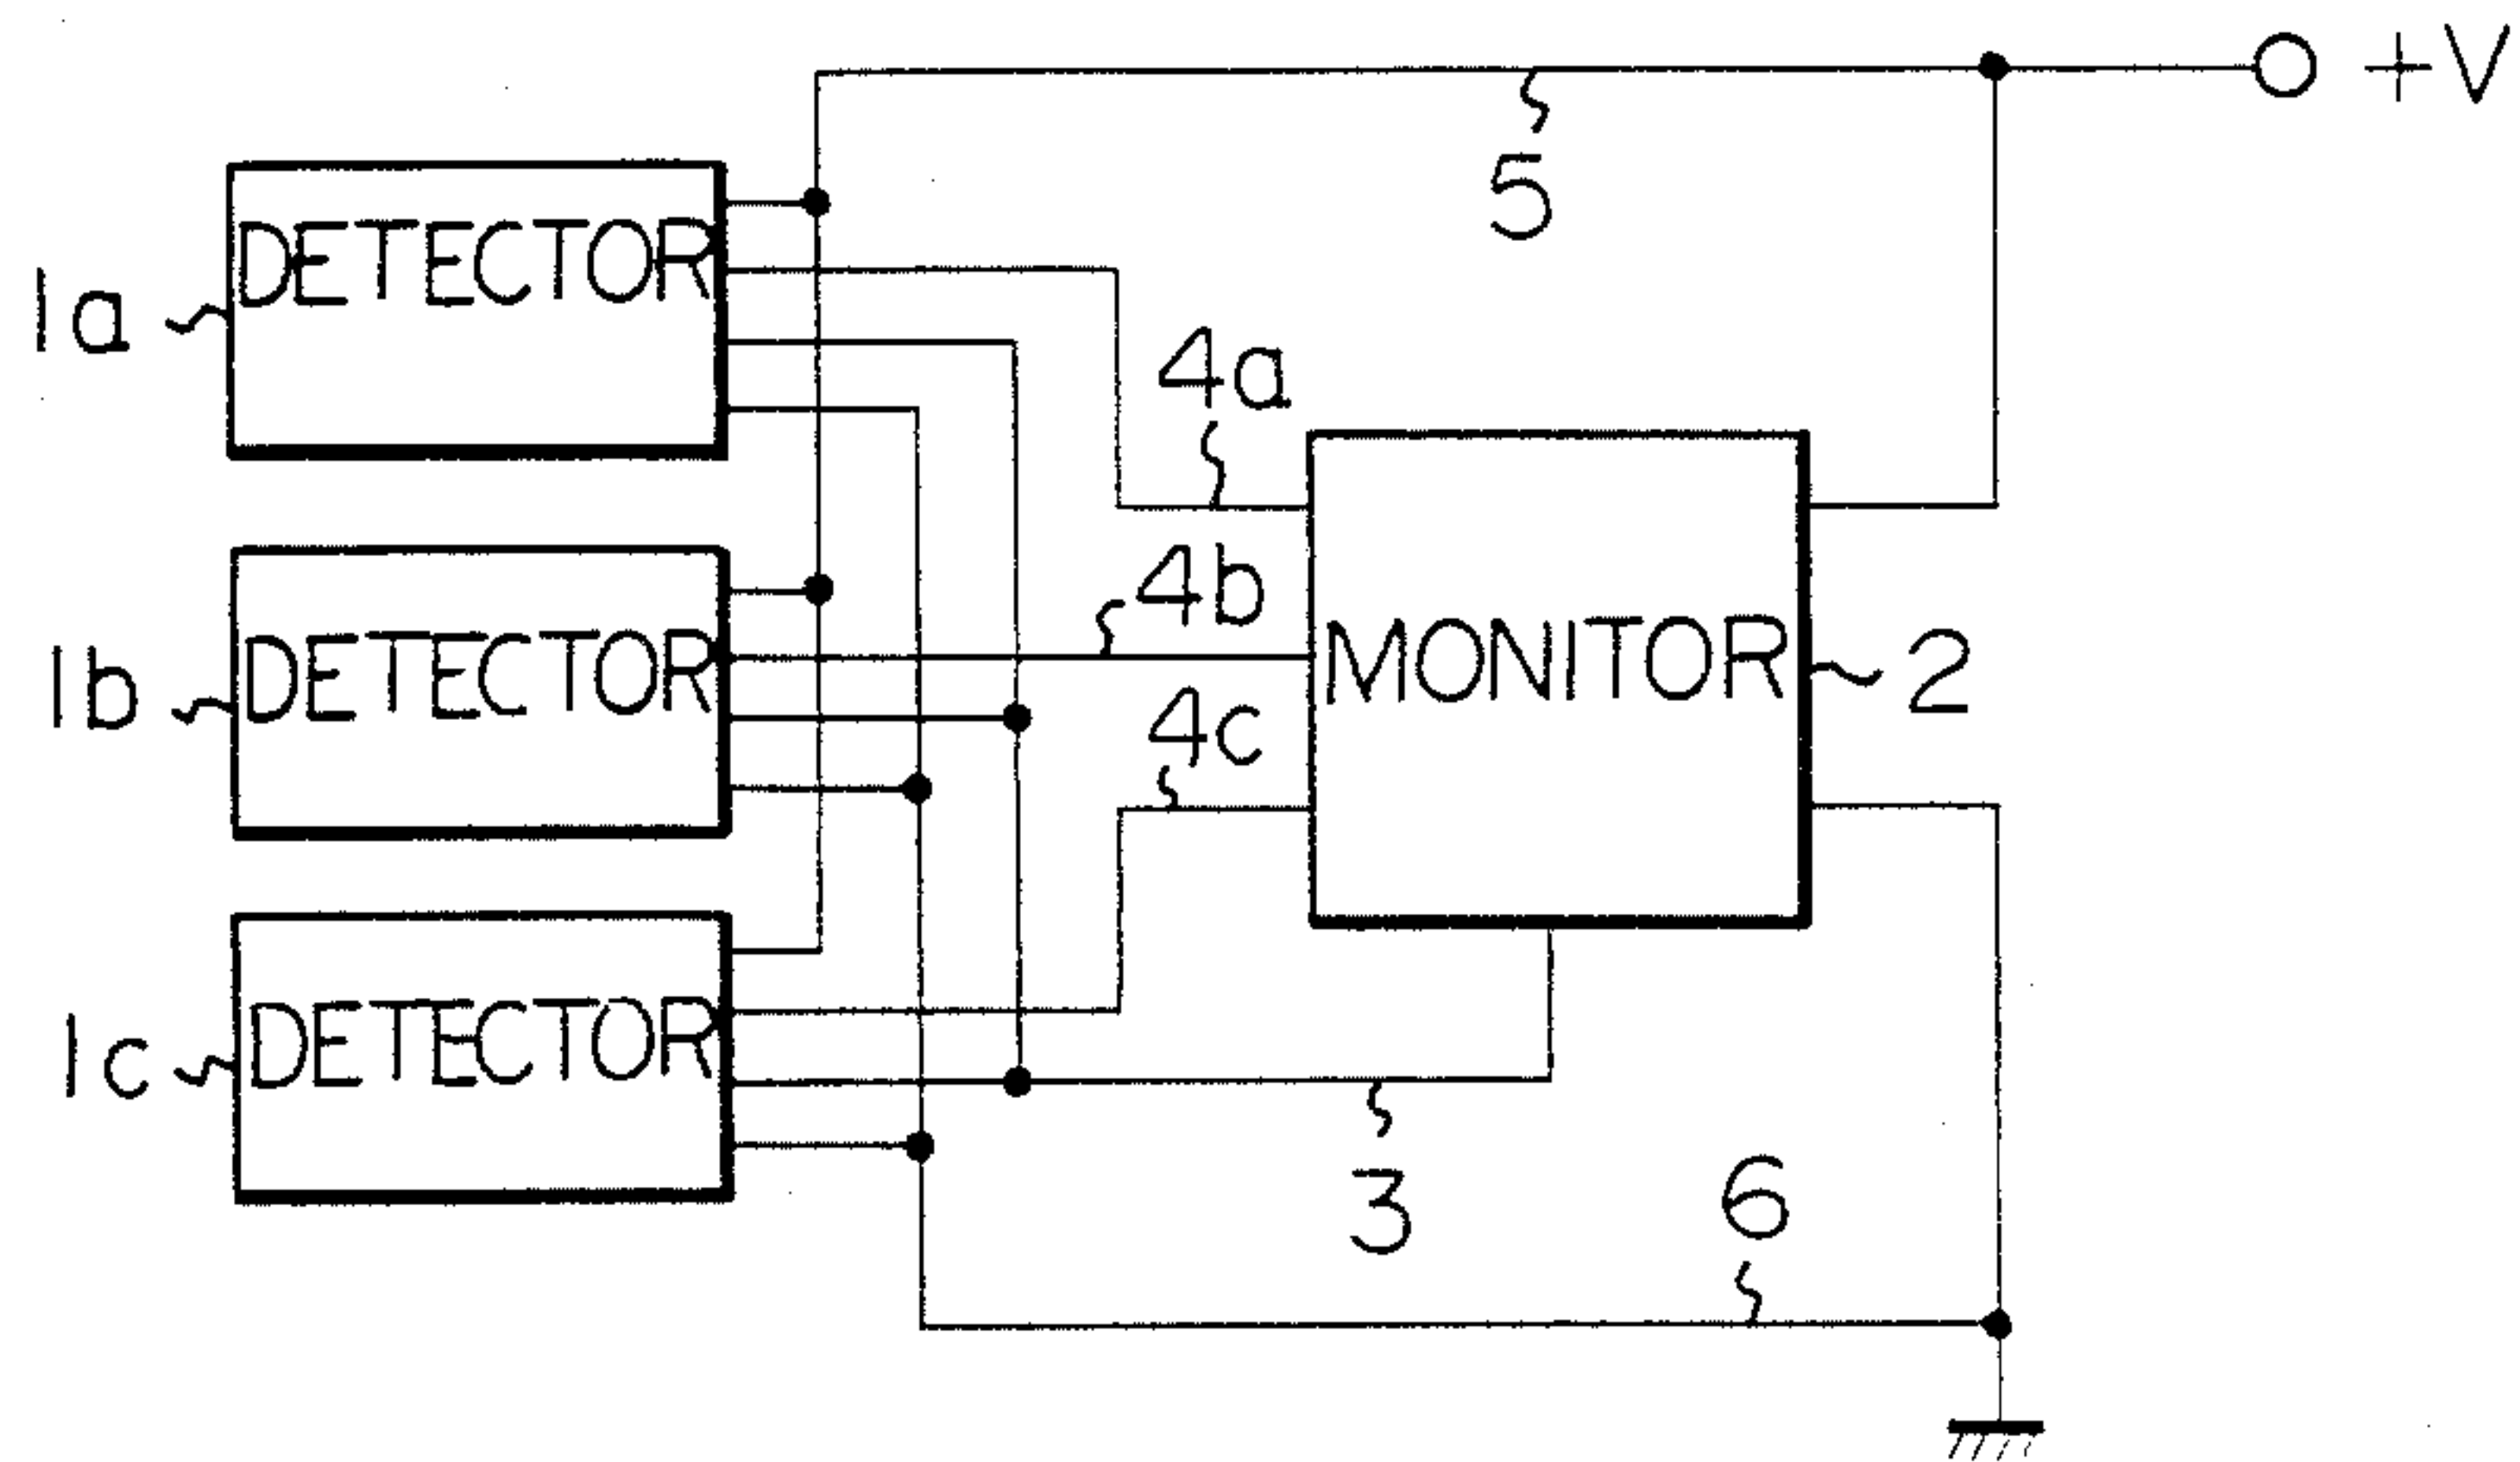 +V
5
DETECTOR
1a
4a
4b
DETECTOR
MONITOR
1b
2
4c
DETECTOR
1c
3
6